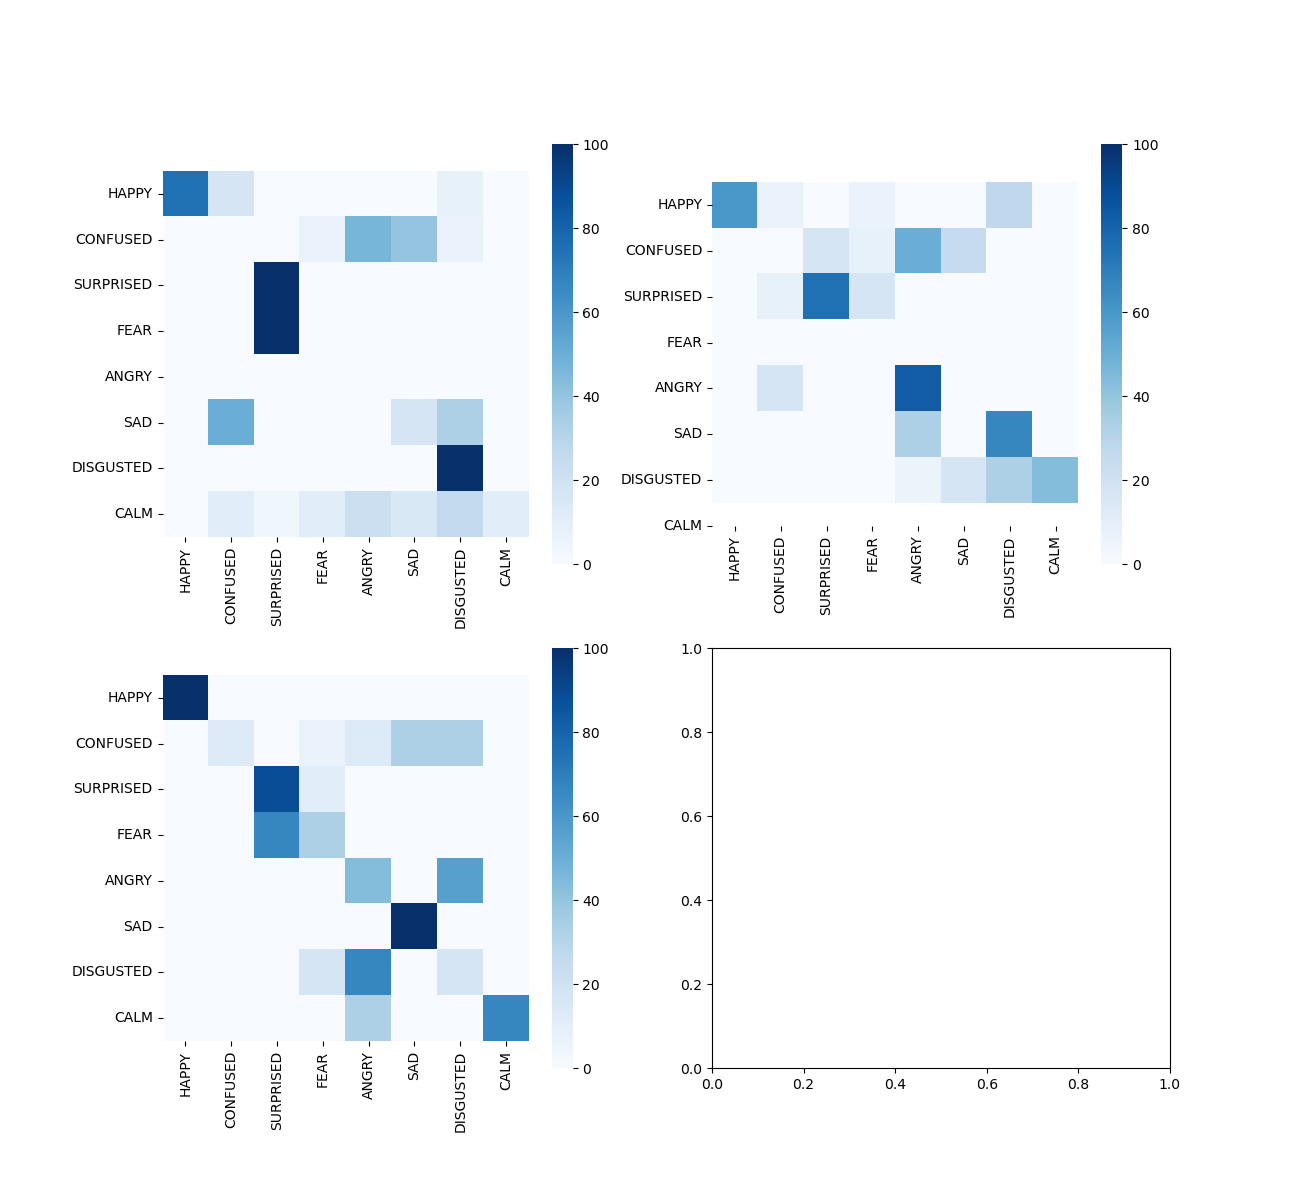 HAPPY
CONFUSED
SURPRISED
FEAR
ANGRY
SAD
DISGUSTED
CALM
HAPPY
CONFUSED
SURPRISED
FEAR
ANGRY
SAD
DISGUSTED
CALM
100
80
60
40
20
0
HAPPY
CONFUSED
SURPRISED
FEAR
ANGRY
SAD
DISGUSTED
CALM
HAPPY
CONFUSED
SURPRISED
FEAR
ANGRY
SAD
DISGUSTED
CALM
100
80
60
40
20
0
HAPPY
CONFUSED
SURPRISED
FEAR
ANGRY
SAD
DISGUSTED
CALM
HAPPY
CONFUSED
SURPRISED
FEAR
ANGRY
SAD
DISGUSTED
CALM
100
80
60
40
20
0
1.0
0.8
0.6
0.4
0.2
0.0
0.0 0.2 0.4 0.6 0.8 1.0